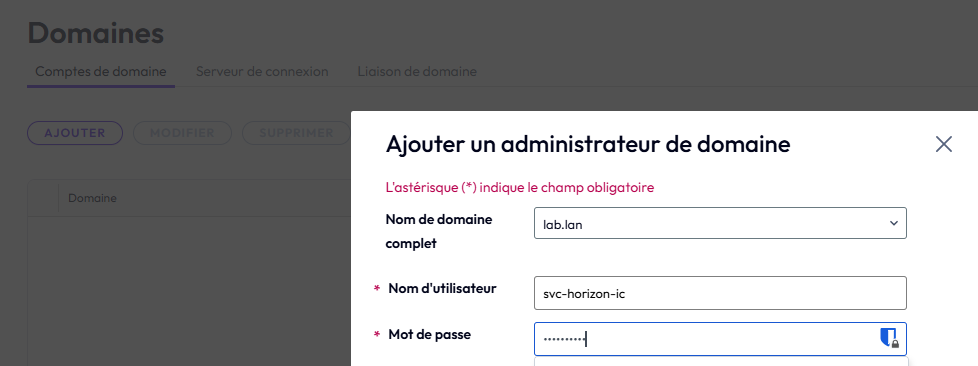 Domaines
Comptes de domaine Serveur de connexion Liaison de domaine
AJOUTER MODIFIER SUPPRIMER
Domaine
Ajouter un administrateur de domaine
L'astérisque (*) indique le champ obligatoire
Nom de domaine complet
lab.lan
* Nom d'utilisateur
svc-horizon-ic
* Mot de passe
••••••••••